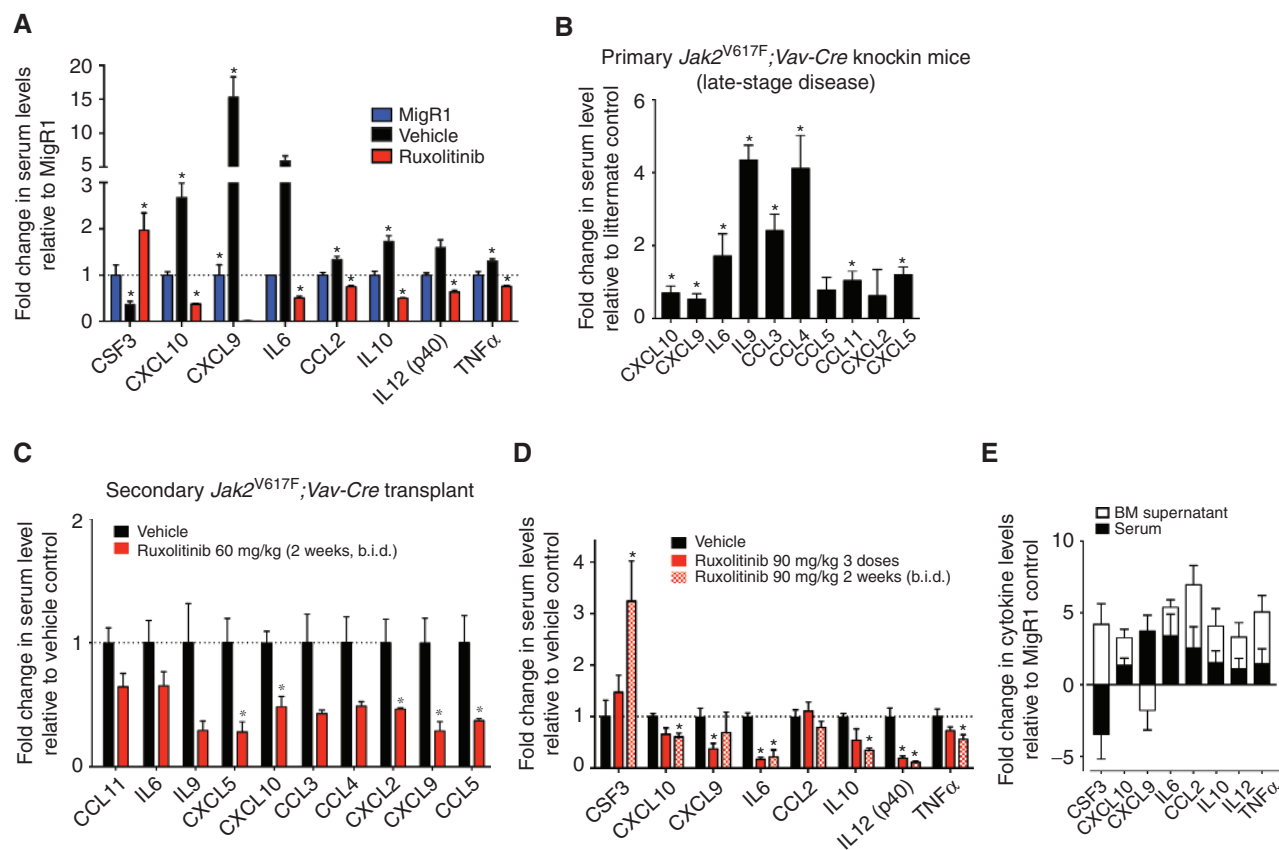 A
Fold change in serum levels
relative to MigR1
20
15
10
5
3
2
1
0
MigR1
Vehicle
Ruxolitinib
* * * * * * * * * * * * *
CSF3
CXCL10
CXCL9
IL6
CCL2
IL10
IL12 (p40)
TNFα
B
Primary Jak2V617F;Vav-Cre knockin mice
(late-stage disease)
Fold change in serum level
relative to littermate control
6
4
2
0
* * * * * * * *
CXCL10
CXCL9
IL6
IL9
CCL3
CCL4
CCL5
CCL11
CXCL2
CXCL5
C
Secondary Jak2V617F;Vav-Cre transplant
Fold change in serum level
relative to vehicle control
2
1
0
Vehicle
Ruxolitinib 60 mg/kg (2 weeks, b.i.d.)
* * * * *
CCL11
IL6
IL9
CXCL5
CXCL10
CCL3
CCL4
CXCL2
CXCL9
CCL5
D
Fold change in serum levels
relative to vehicle control
4
3
2
1
0
Vehicle
Ruxolitinib 90 mg/kg 3 doses
Ruxolitinib 90 mg/kg 2 weeks (b.i.d.)
* * * * * * * * *
CSF3
CXCL10
CXCL9
IL6
CCL2
IL10
IL12 (p40)
TNFα
E
BM supernatant
Serum
Fold change in cytokine levels
relative to MigR1 control
10
5
0
−5
CSF3
CXCL10
CXCL9
IL6
CCL2
IL10
IL12
TNFα